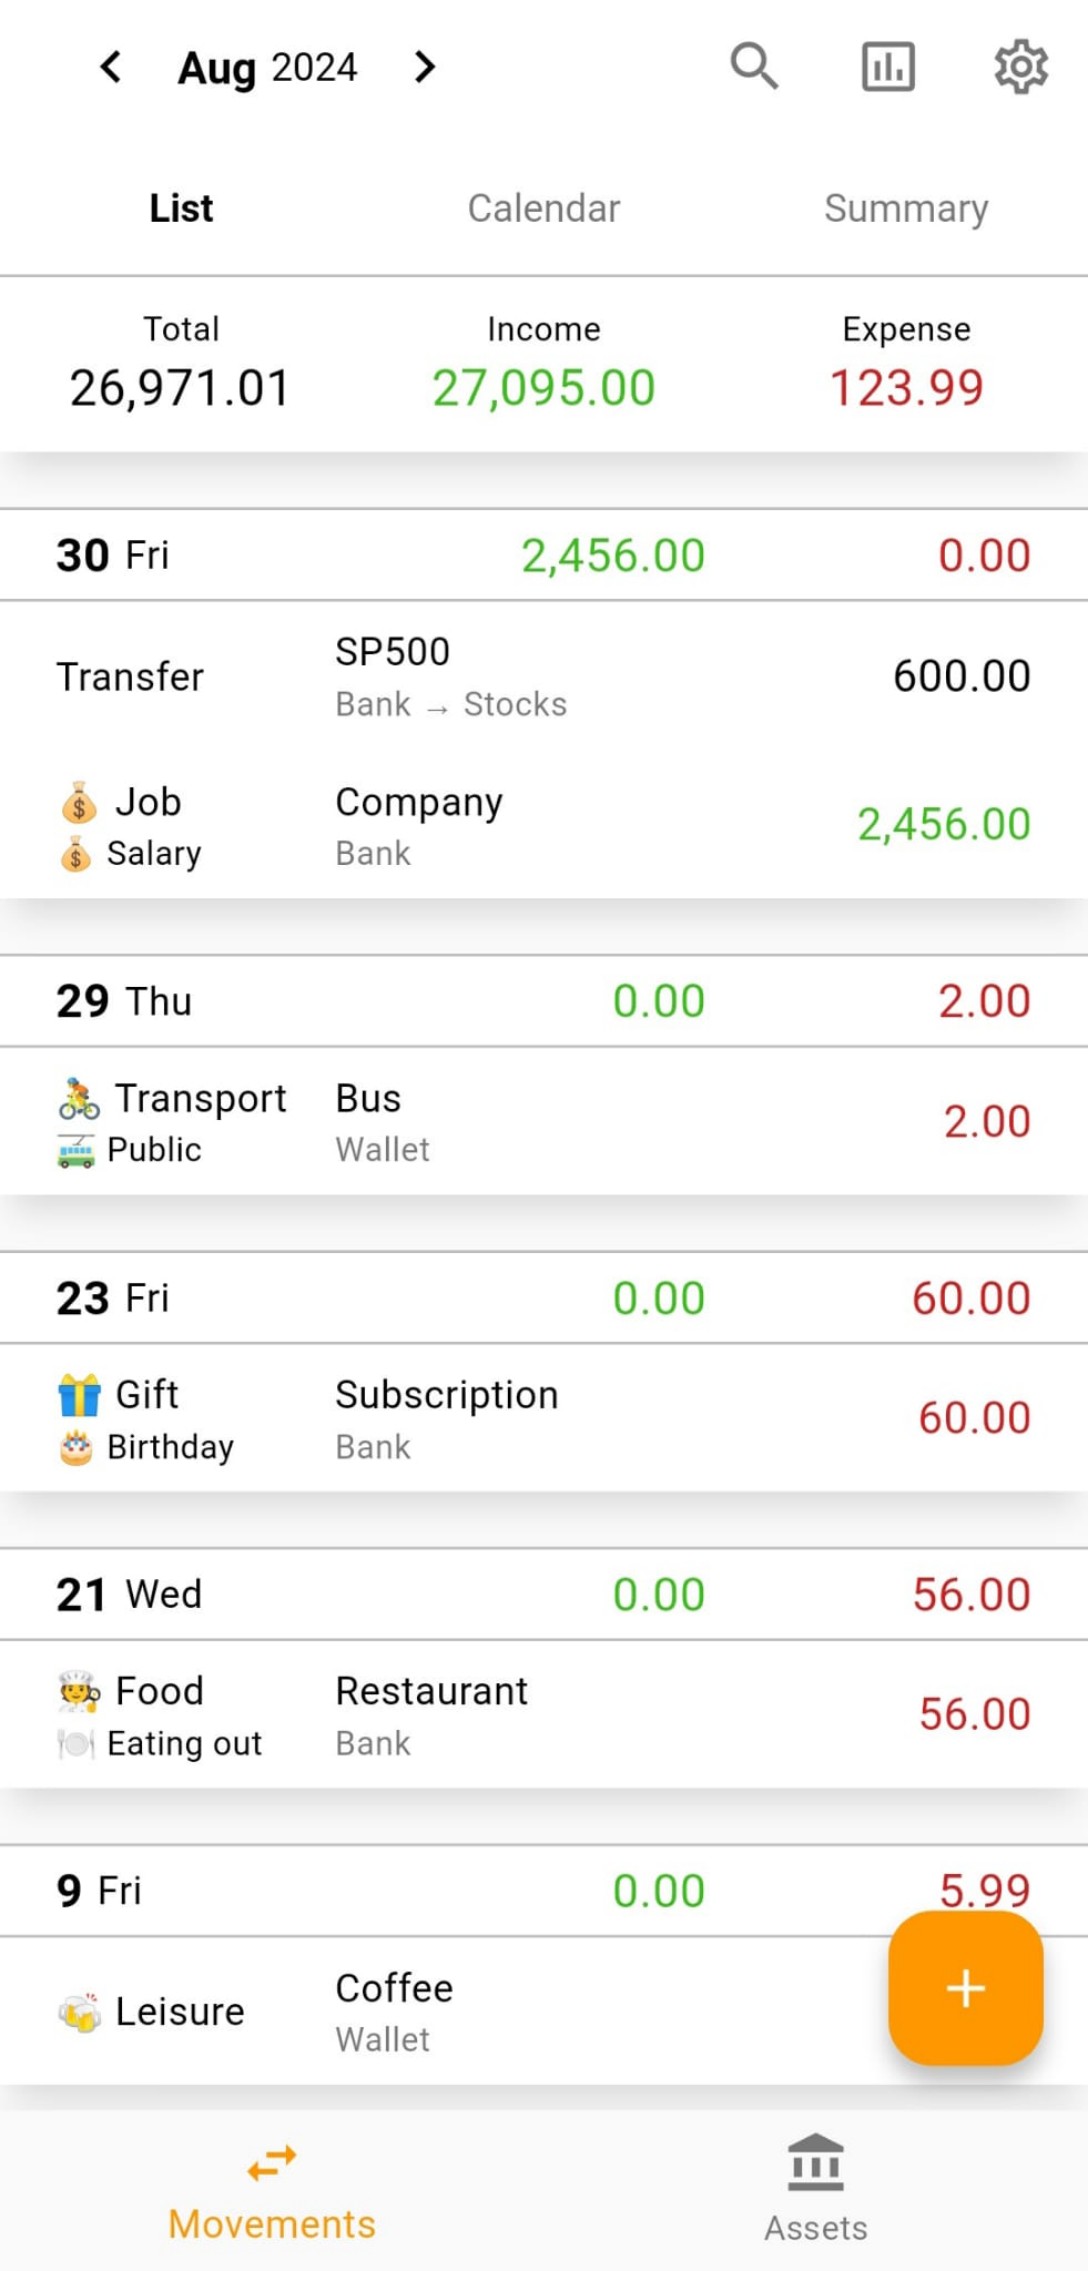 Aug 2024
List Calendar Summary
Total Income Expense
26,971.01 27,095.00 123.99
30 Fri 2,456.00 0.00
Transfer SP500 600.00
Bank → Stocks
Job Company 2,456.00
Salary Bank
29 Thu 0.00 2.00
Transport Bus 2.00
Public Wallet
23 Fri 0.00 60.00
Gift Subscription 60.00
Birthday Bank
21 Wed 0.00 56.00
Food Restaurant 56.00
Eating out Bank
9 Fri 0.00 5.99
Leisure Coffee
Wallet
Movements Assets